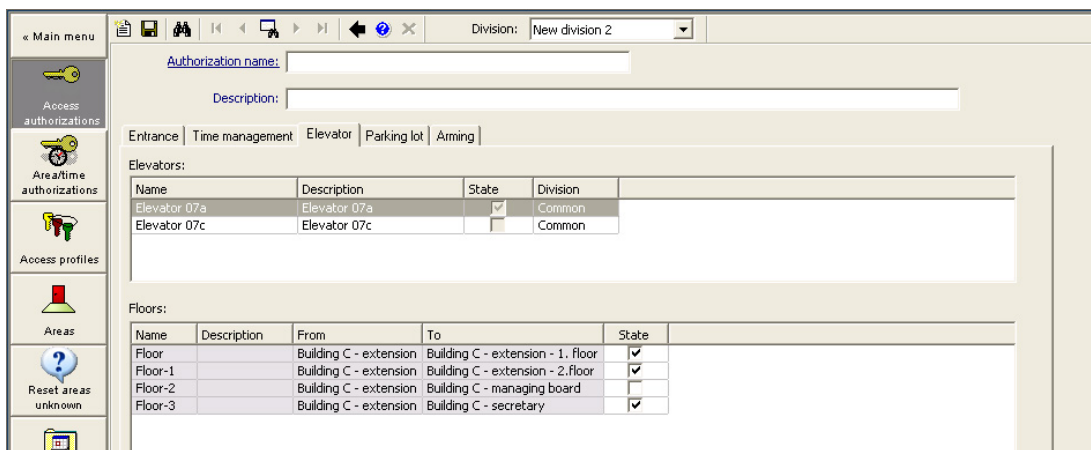 « Main menu
Division: New division 2
Access
authorizations
Area/time
authorizations
Access profiles
Areas
Reset areas
unknown
Authorization name:
Description:
Entrance Time management Elevator Parking lot Arming
Elevators:
Name Description State Division
Elevator 07a Elevator 07a Common
Elevator 07c Elevator 07c Common
Floors:
Name Description From To State
Floor Building C - extension Building C - extension - 1. floor
Floor-1 Building C - extension Building C - extension - 2.floor
Floor-2 Building C - extension Building C - managing board
Floor-3 Building C - extension Building C - secretary